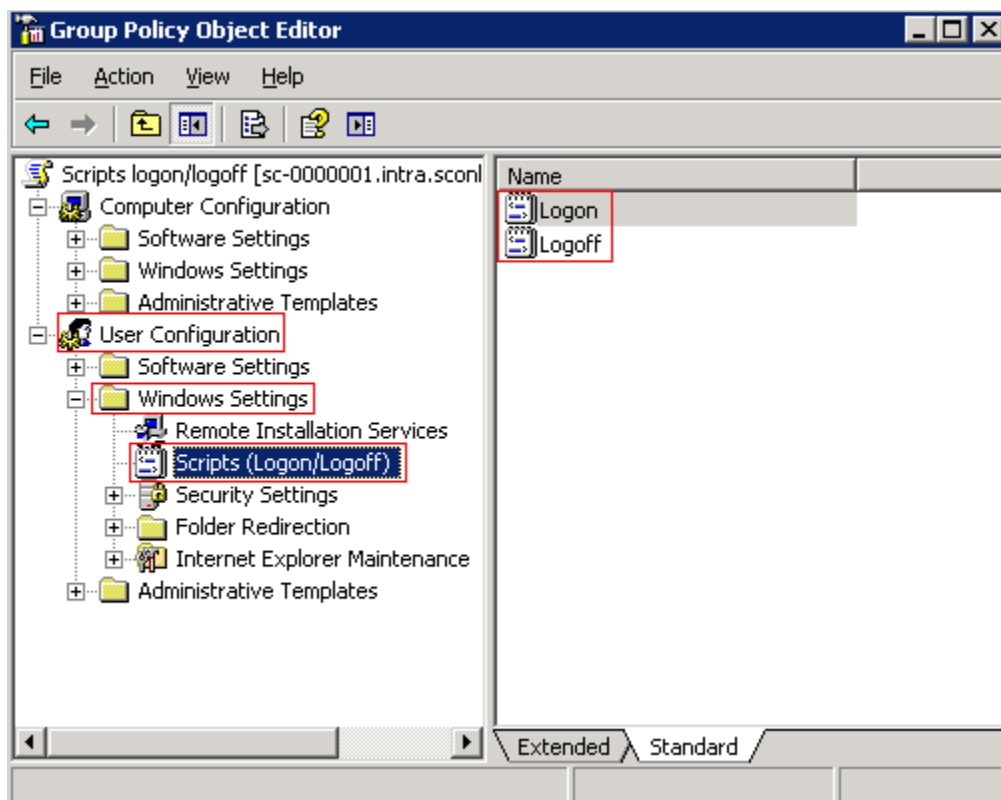 Group Policy Object Editor
File Action View Help
Scripts logon/logoff [sc-0000001.intra.sconl
Computer Configuration
Software Settings
Windows Settings
Administrative Templates
User Configuration
Software Settings
Windows Settings
Remote Installation Services
Scripts (Logon/Logoff)
Security Settings
Folder Redirection
Internet Explorer Maintenance
Administrative Templates
Name
Logon
Logoff
Extended Standard